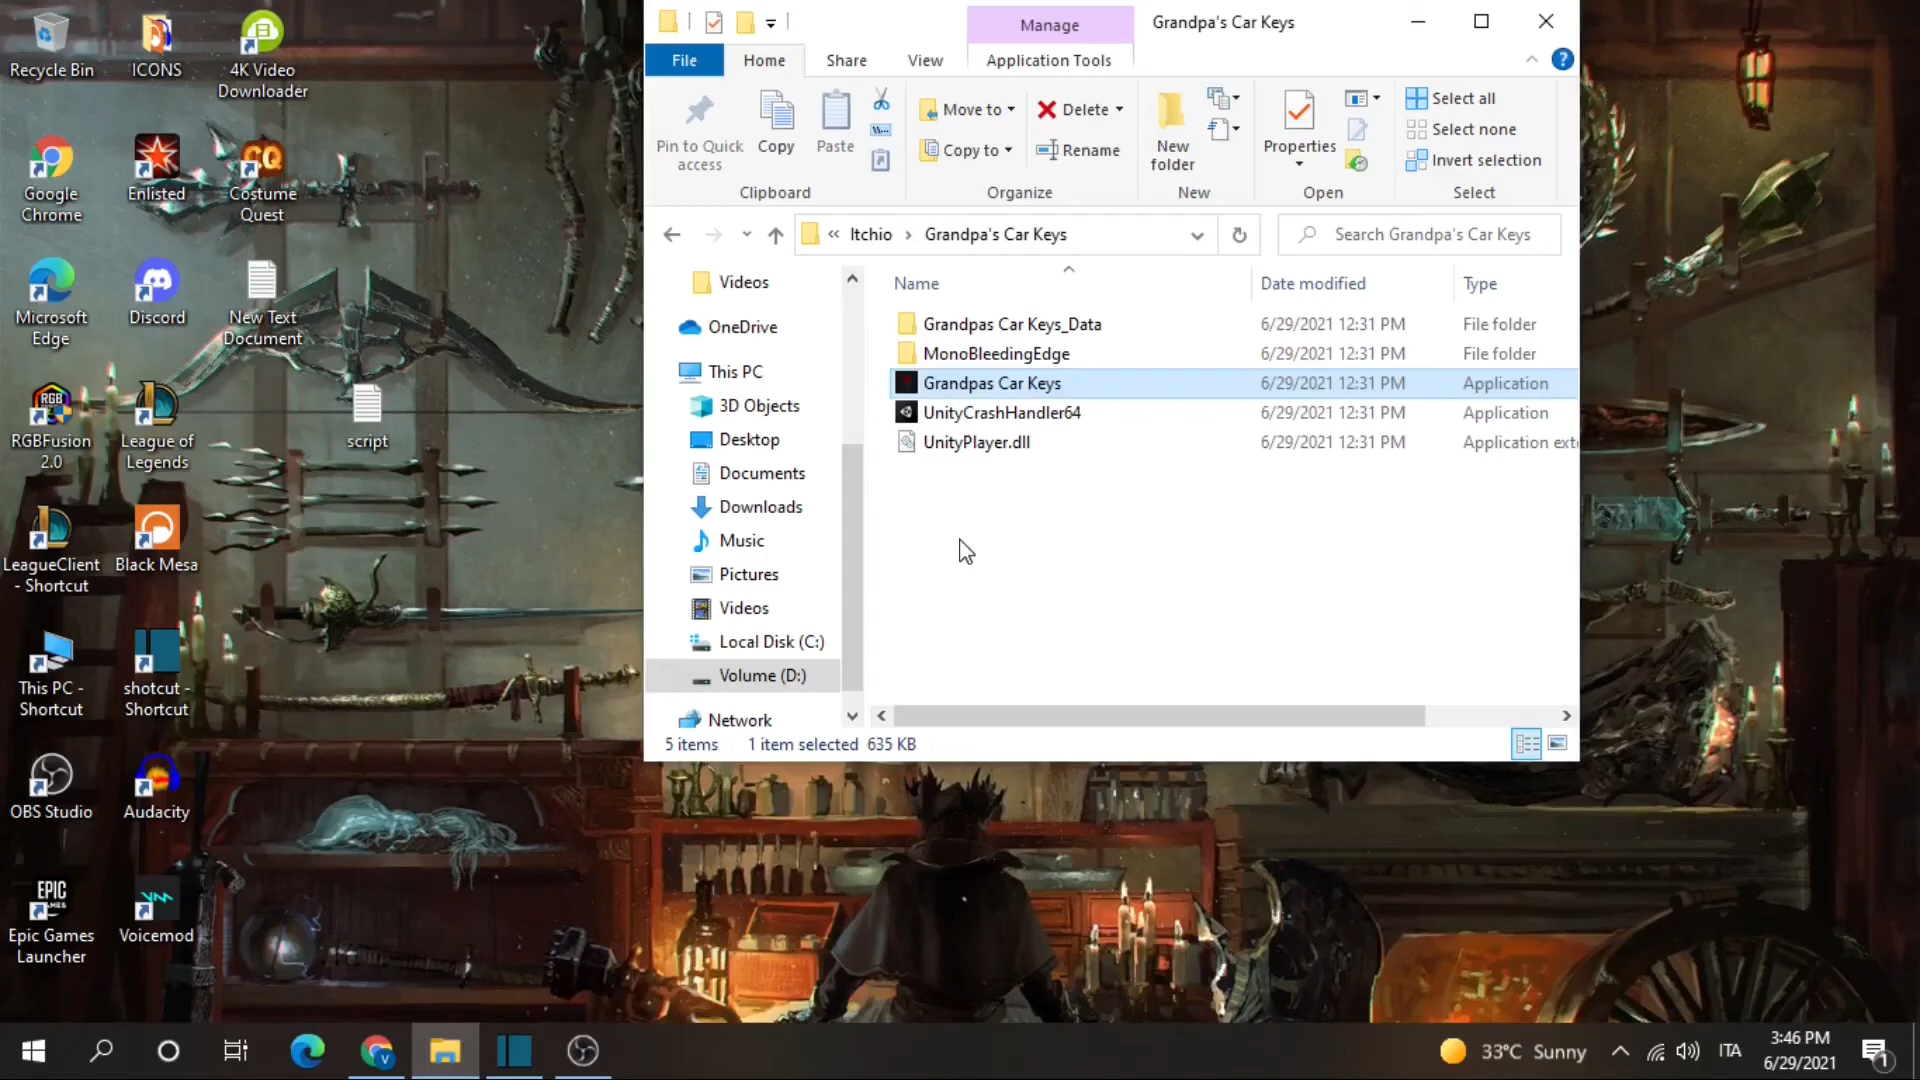 Recycle Bin
ICONS
4K Video
Downloader
Google
Chrome
Enlisted
Costume
Quest
Microsoft
Edge
Discord
New Text
Document
RGBFusion
2.0
League of
Legends
script
LeagueClient
- Shortcut
Black Mesa
This PC -
Shortcut
shotcut -
Shortcut
OBS Studio
Audacity
Epic Games
Launcher
Voicemod
Manage
Grandpa's Car Keys
File
Home
Share
View
Application Tools
Pin to Quick
access
Copy
Paste
Clipboard
Move to
Copy to
Delete
Rename
Organize
New
folder
New
Properties
Open
Select all
Select none
Invert selection
Select
« Itchio > Grandpa's Car Keys
Search Grandpa's Car Keys
Videos
OneDrive
This PC
3D Objects
Desktop
Documents
Downloads
Music
Pictures
Videos
Local Disk (C:)
Volume (D:)
Network
Name Date modified Type
Grandpas Car Keys_Data 6/29/2021 12:31 PM File folder
MonoBleedingEdge 6/29/2021 12:31 PM File folder
Grandpas Car Keys 6/29/2021 12:31 PM Application
UnityCrashHandler64 6/29/2021 12:31 PM Application
UnityPlayer.dll 6/29/2021 12:31 PM Application exte
5 items 1 item selected 635 KB
33°C Sunny
ITA
3:46 PM
6/29/2021
1